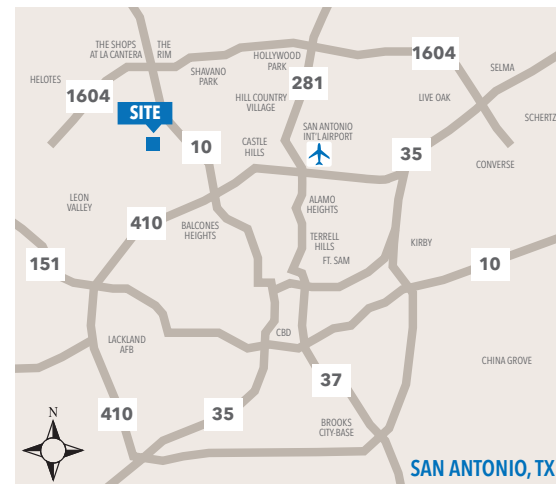 THE SHOPS
AT LA CANTERA
THE
RIM
HOLLYWOOD
PARK
1604
SELMA
HELOTES
1604
SHAVANO
PARK
281
HILL COUNTRY
VILLAGE
LIVE OAK
SCHERTZ
SITE
10
CASTLE
HILLS
SAN ANTONIO
INT'L AIRPORT
35
CONVERSE
LEON
VALLEY
410
BALCONES
HEIGHTS
ALAMO
HEIGHTS
TERRELL
HILLS
FT. SAM
KIRBY
151
10
LACKLAND
AFB
CBD
CHINA GROVE
37
410
35
BROOKS
CITY-BASE
N
SAN ANTONIO, TX